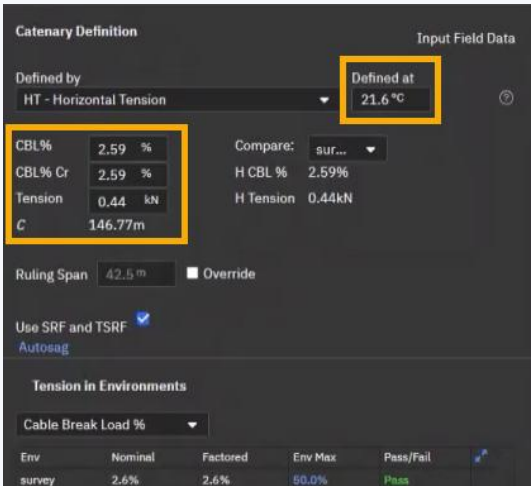 Catenary Definition
Input Field Data
Defined by
Defined at
HT - Horizontal Tension
21.6 °C
CBL% 2.59 % Compare: sur...
CBL% Cr 2.59 % H CBL % 2.59%
Tension 0.44 kN H Tension 0.44kN
C 146.77m
Ruling Span 42.5 m Override
Use SRF and TSRF
Autosag
Tension in Environments
Cable Break Load %
Env Nominal Factored Env Max Pass/Fail
survey 2.6% 2.6% 50.0% Pass